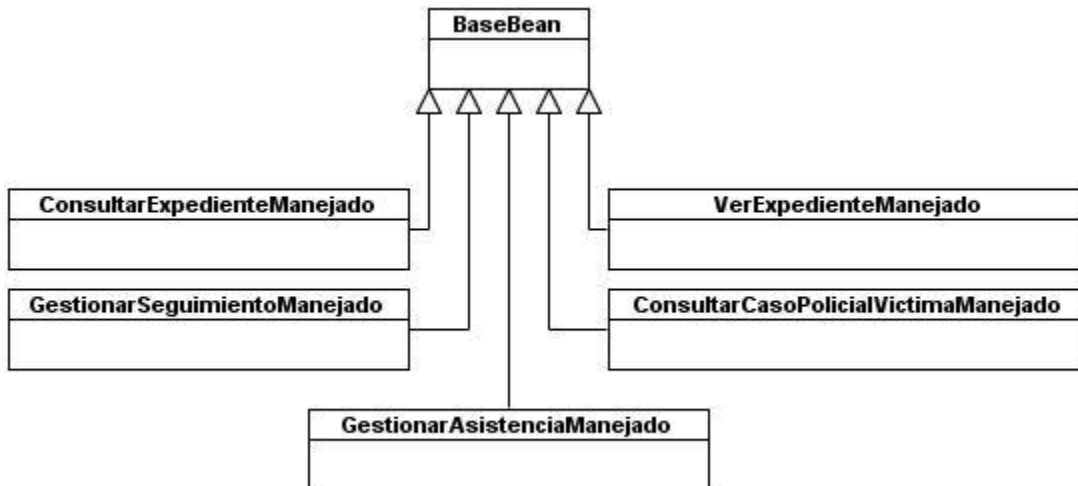 BaseBean
ConsultarExpedienteManejado
VerExpedienteManejado
GestionarSeguimientoManejado
ConsultarCasoPolicialVictimaManejado
GestionarAsistenciaManejado